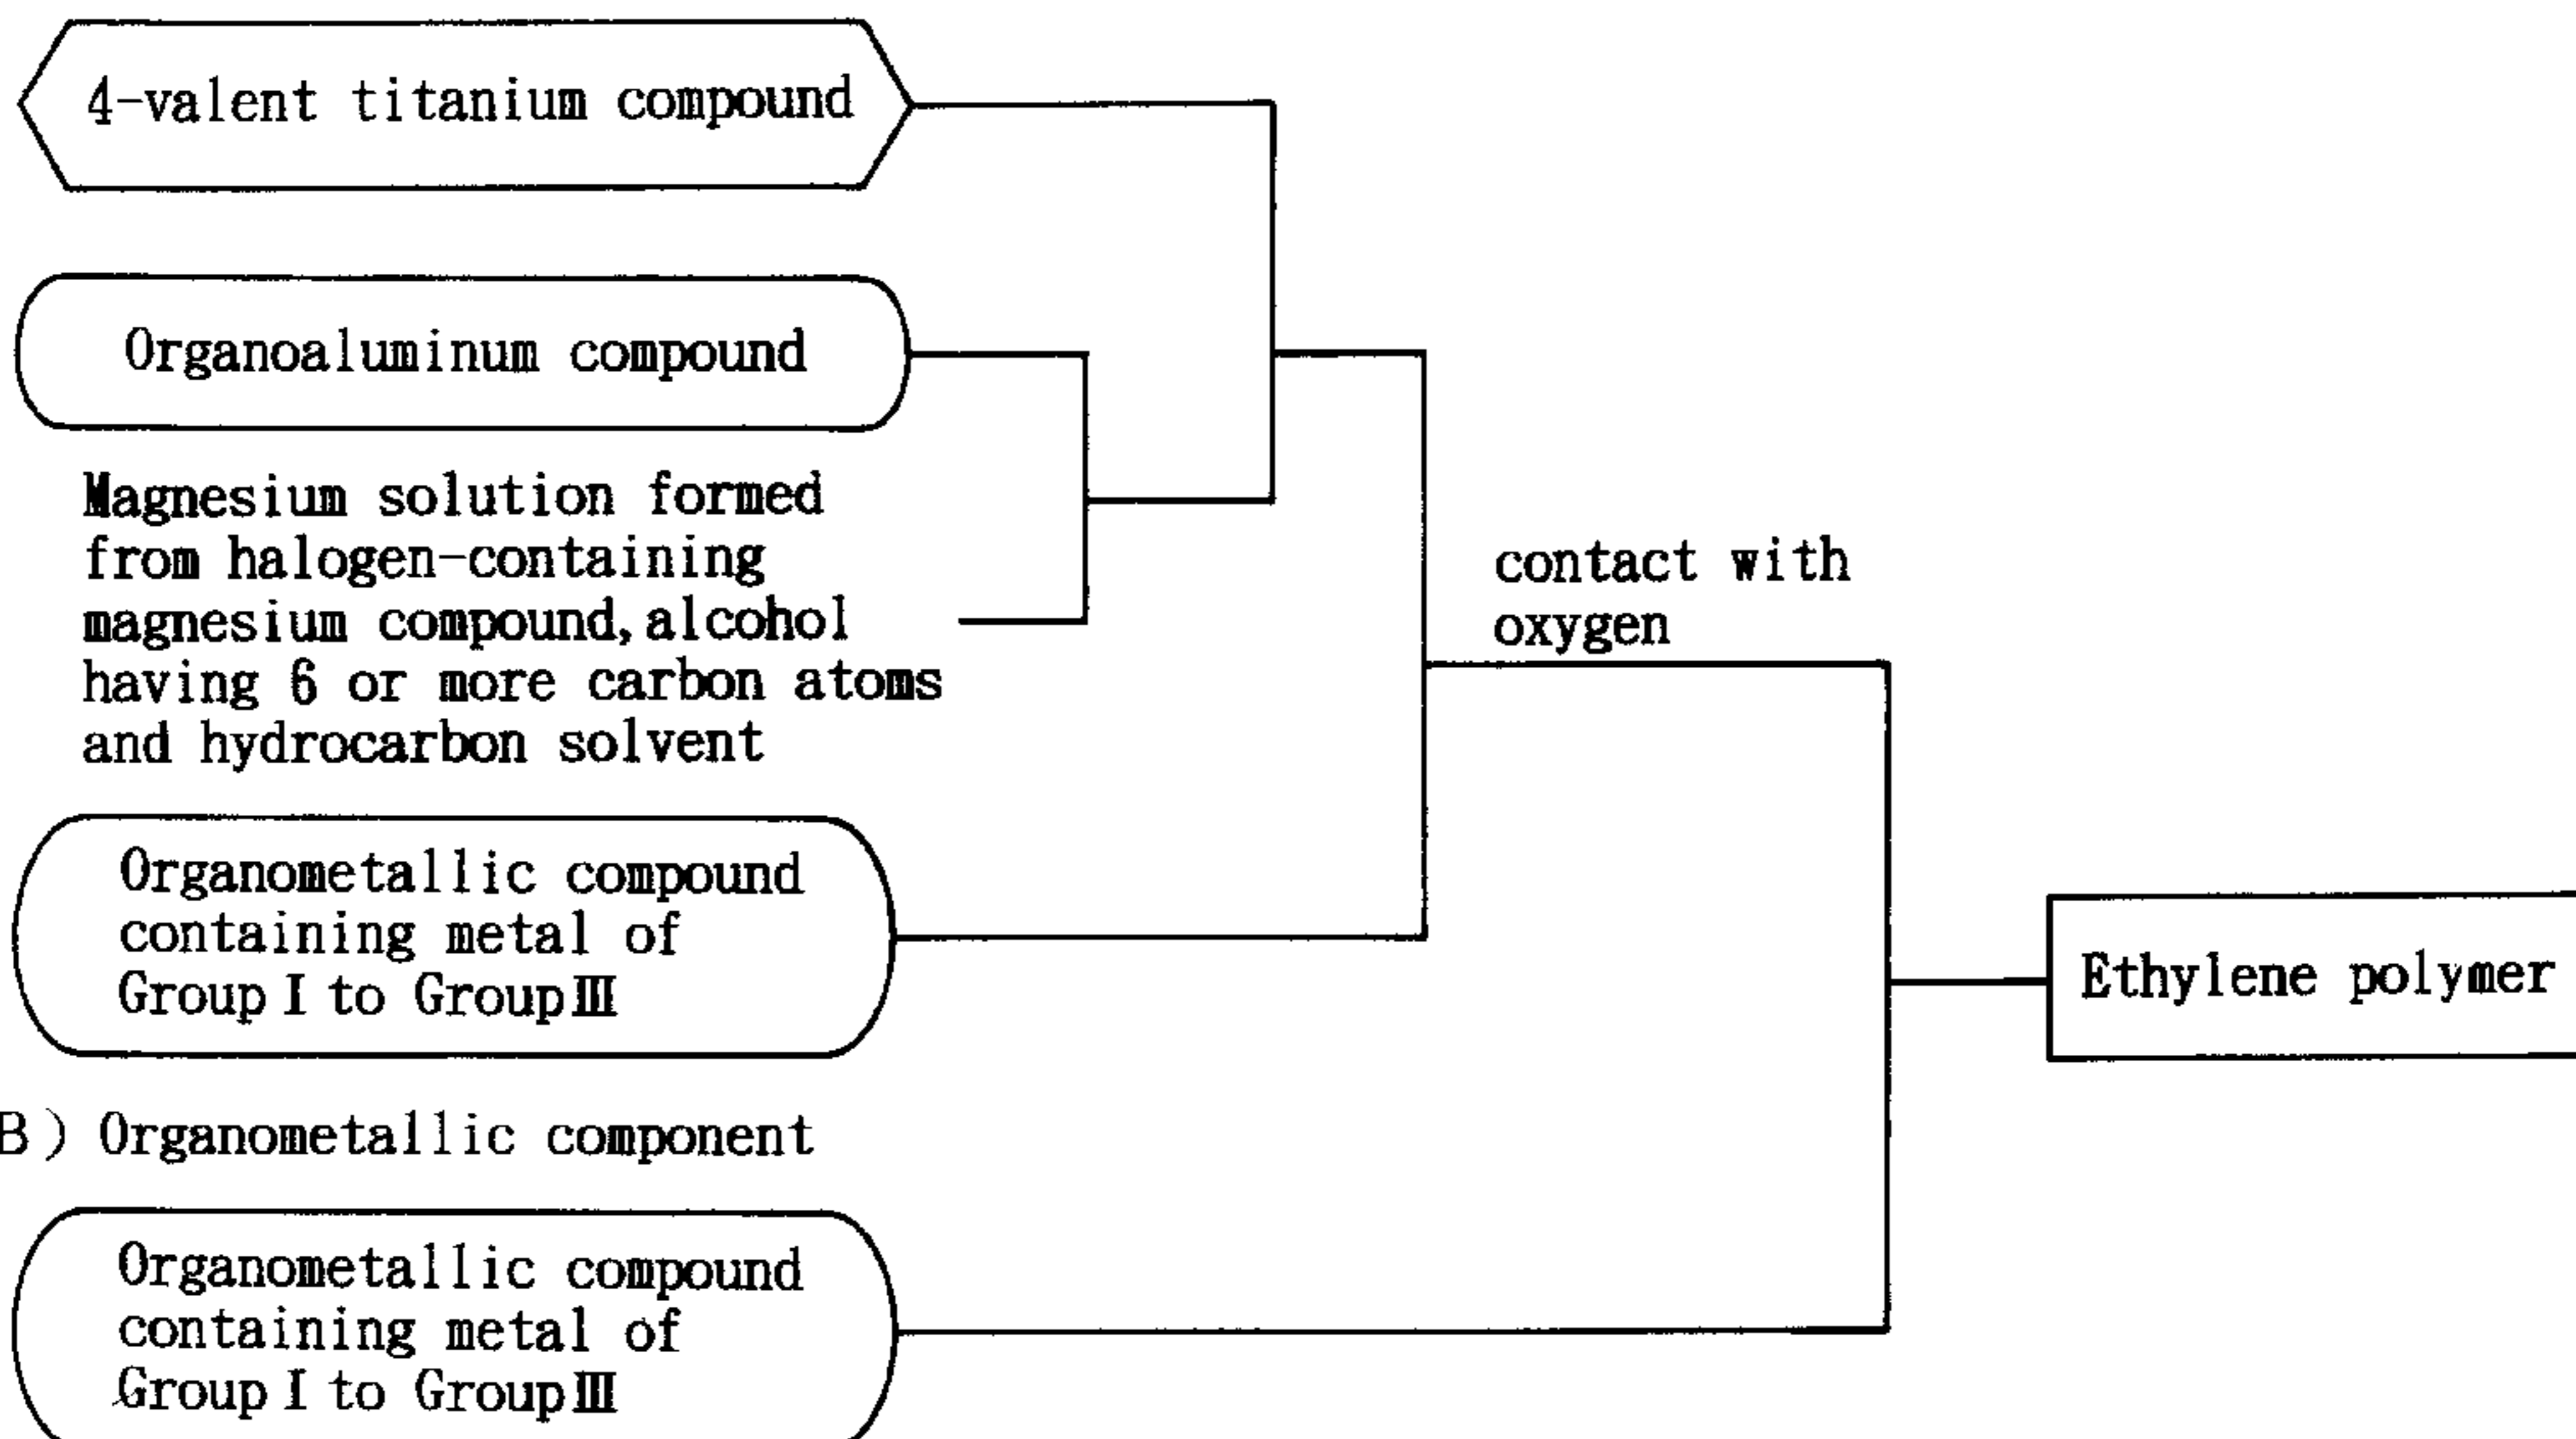 4-valent titanium compound
Organoaluminum compound
Magnesium solution formed
from halogen-containing
magnesium compound, alcohol
having 6 or more carbon atoms
and hydrocarbon solvent
contact with
oxygen
Organometallic compound
containing metal of
Group I to Group III
Ethylene polymer
B) Organometallic component
Organometallic compound
containing metal of
Group I to Group III